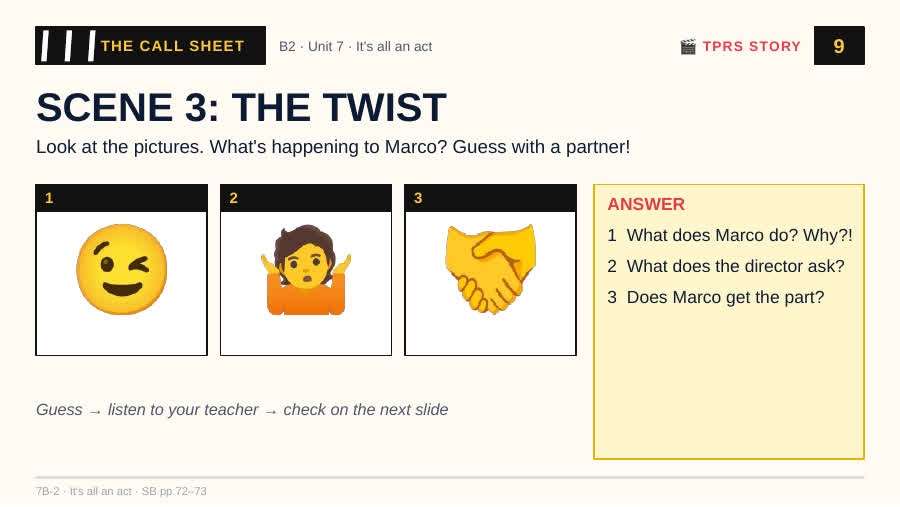 THE CALL SHEET
B2 · Unit 7 · It's all an act
TPRS STORY
9
SCENE 3: THE TWIST
Look at the pictures. What's happening to Marco? Guess with a partner!
1
2
3
ANSWER
1 What does Marco do? Why?!
2 What does the director ask?
3 Does Marco get the part?
Guess → listen to your teacher → check on the next slide
7B-2 · It's all an act · SB pp.72–73